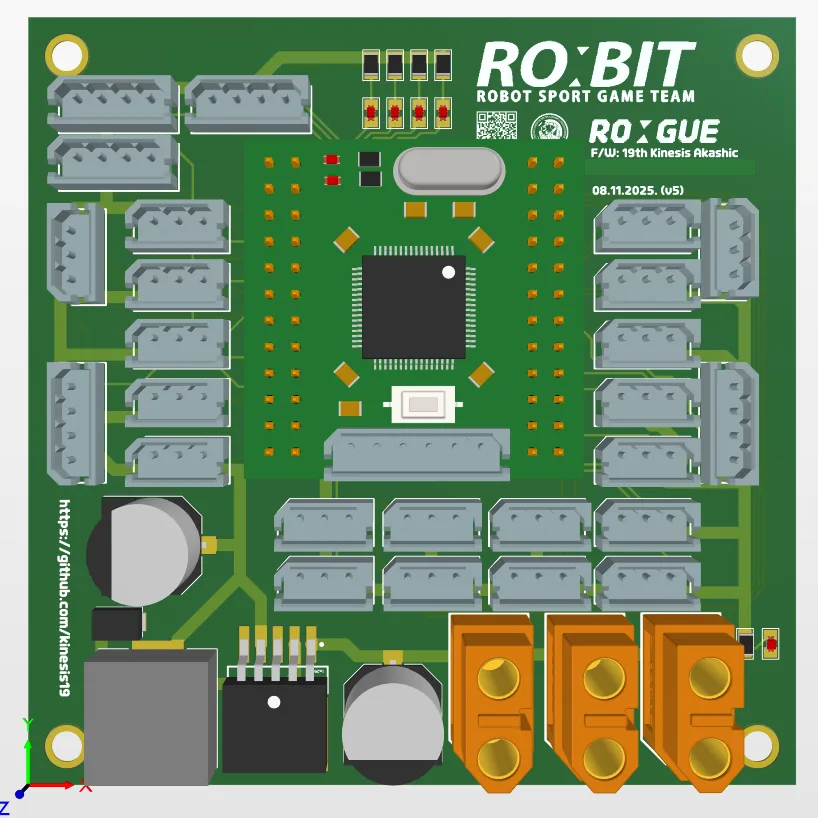 RO:BIT
ROBOT SPORT GAME TEAM
RO:GUE
F/W: 19th Kinesis Akashic
08.11.2025. (v5)
https://github.com/kinesis19
Y
X
Z